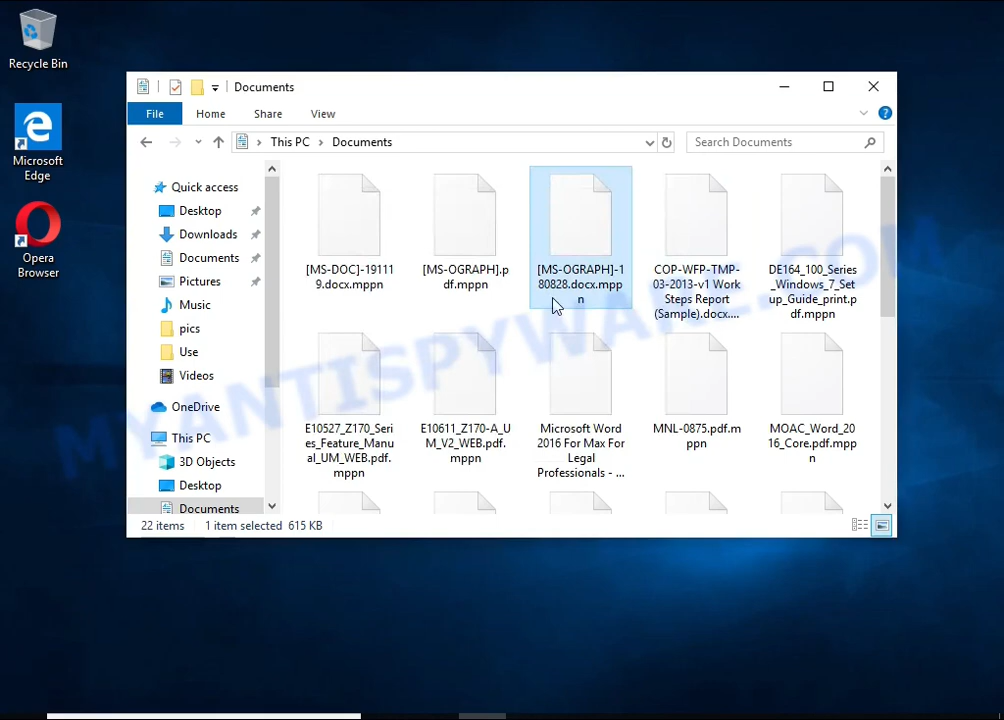 Recycle Bin
Microsoft
Edge
Opera
Browser
Documents
File
Home
Share
View
This PC
Documents
Search Documents
Quick access
Desktop
Downloads
Documents
Pictures
Music
pics
Use
Videos
OneDrive
This PC
3D Objects
Desktop
Documents
[MS-DOC]-19111
9.docx.mppn
[MS-OGRAPH].p
df.mppn
[MS-OGRAPH]-1
80828.docx.mpp
n
COP-WFP-TMP-
03-2013-v1 Work
Steps Report
(Sample).docx....
DE164_100_Series
_Windows_7_Set
up_Guide_print.p
df.mppn
E10527_Z170_Seri
es_Feature_Manu
al_UM_WEB.pdf.
mppn
E10611_Z170-A_U
M_V2_WEB.pdf.
mppn
Microsoft Word
2016 For Max For
Legal
Professionals - ...
MNL-0875.pdf.m
ppn
MOAC_Word_20
16_Core.pdf.mpp
n
22 items
1 item selected
615 KB
MYANTISPYWARE.COM